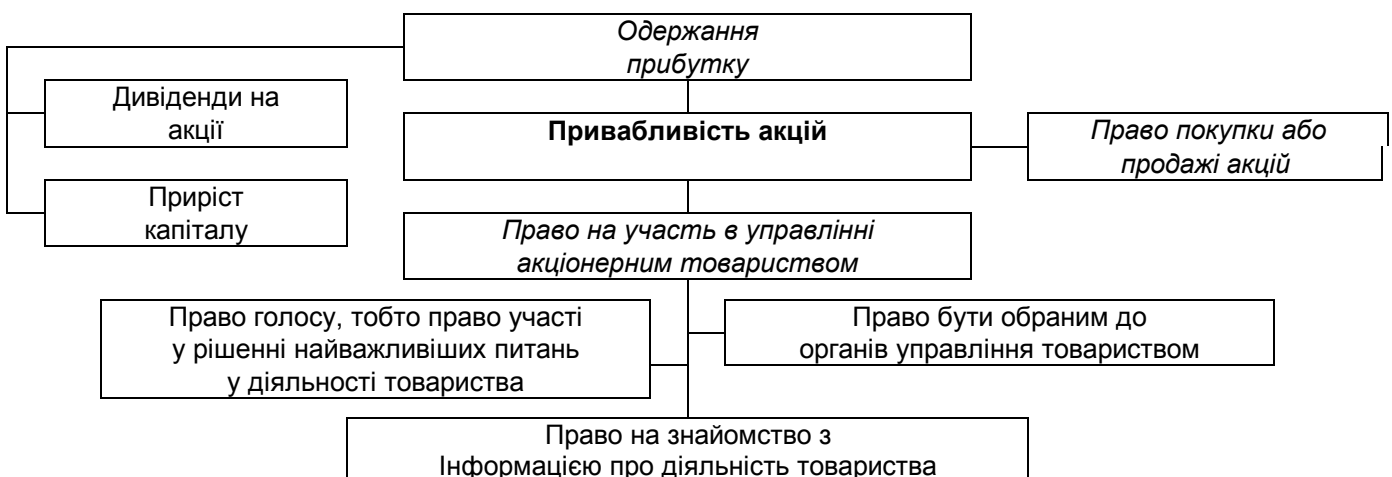 Одержання
прибутку
Дивіденди на
акції
Привабливість акцій
Право покупки або
продажі акцій
Приріст
капіталу
Право на участь в управлінні
акціонерним товариством
Право голосу, тобто право участі
у рішенні найважливіших питань
у діяльності товариства
Право бути обраним до
органів управління товариством
Право на знайомство з
Інформацією про діяльність товариства